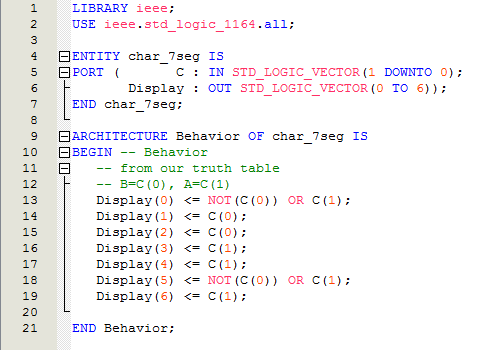 1 LIBRARY ieee;
2 USE ieee.std_logic_1164.all;
3
4 ENTITY char_7seg IS
5 PORT (       C : IN STD_LOGIC_VECTOR(1 DOWNTO 0);
6        Display : OUT STD_LOGIC_VECTOR(0 TO 6));
7 END char_7seg;
8
9 ARCHITECTURE Behavior OF char_7seg IS
10 BEGIN -- Behavior
11    -- from our truth table
12    -- B=C(0), A=C(1)
13    Display(0) <= NOT(C(0)) OR C(1);
14    Display(1) <= C(0);
15    Display(2) <= C(0);
16    Display(3) <= C(1);
17    Display(4) <= C(1);
18    Display(5) <= NOT(C(0)) OR C(1);
19    Display(6) <= C(1);
20
21 END Behavior;